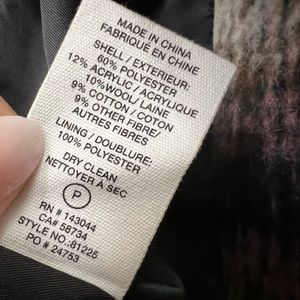 MADE IN CHINA
FABRIQUÉ EN CHINE
SHELL / EXTERIEUR:
60% POLYESTER
12% ACRYLIC / ACRYLIQUE
10% WOOL / LAINE
9% COTTON / COTON
9% OTHER FIBRE /
AUTRES FIBRES
LINING / DOUBLURE:
100% POLYESTER
DRY CLEAN
NETTOYER À SEC
P
RN # 143044
CA# 58734
STYLE NO.:81225
PO # 24753